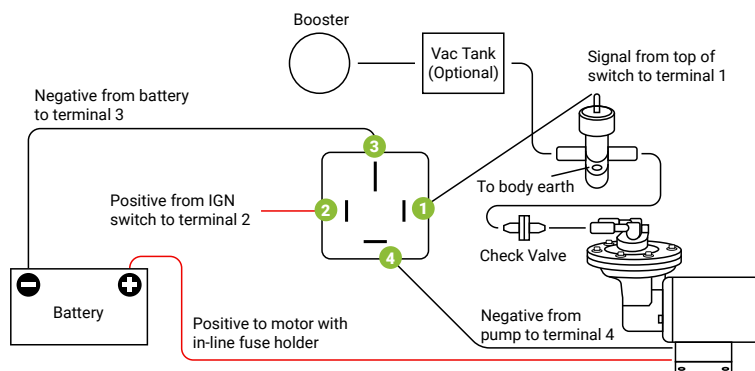 Booster
Vac Tank
(Optional)
Signal from top of
switch to terminal 1
Negative from battery
to terminal 3
3
To body earth
Positive from IGN
switch to terminal 2
2
1
Check Valve
4
Battery
Positive to motor with
in-line fuse holder
Negative from
pump to terminal 4